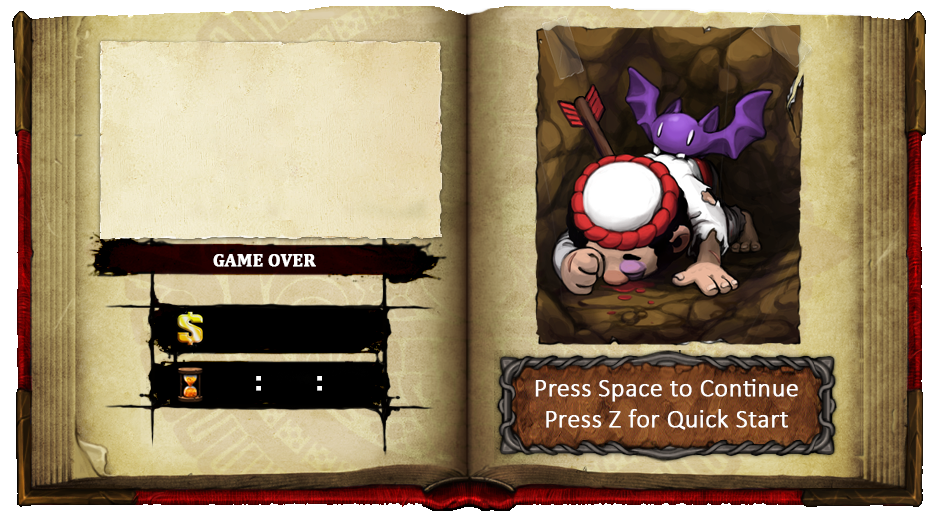 GAME OVER
$
: :
Press Space to Continue
Press Z for Quick Start